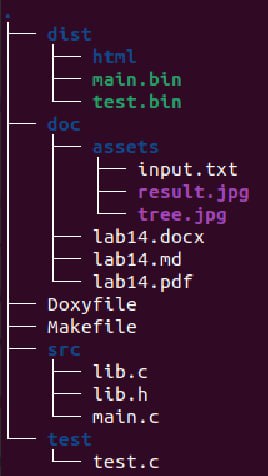 .
dist
html
main.bin
test.bin
doc
assets
input.txt
result.jpg
tree.jpg
lab14.docx
lab14.md
lab14.pdf
Doxyfile
Makefile
src
lib.c
lib.h
main.c
test
test.c